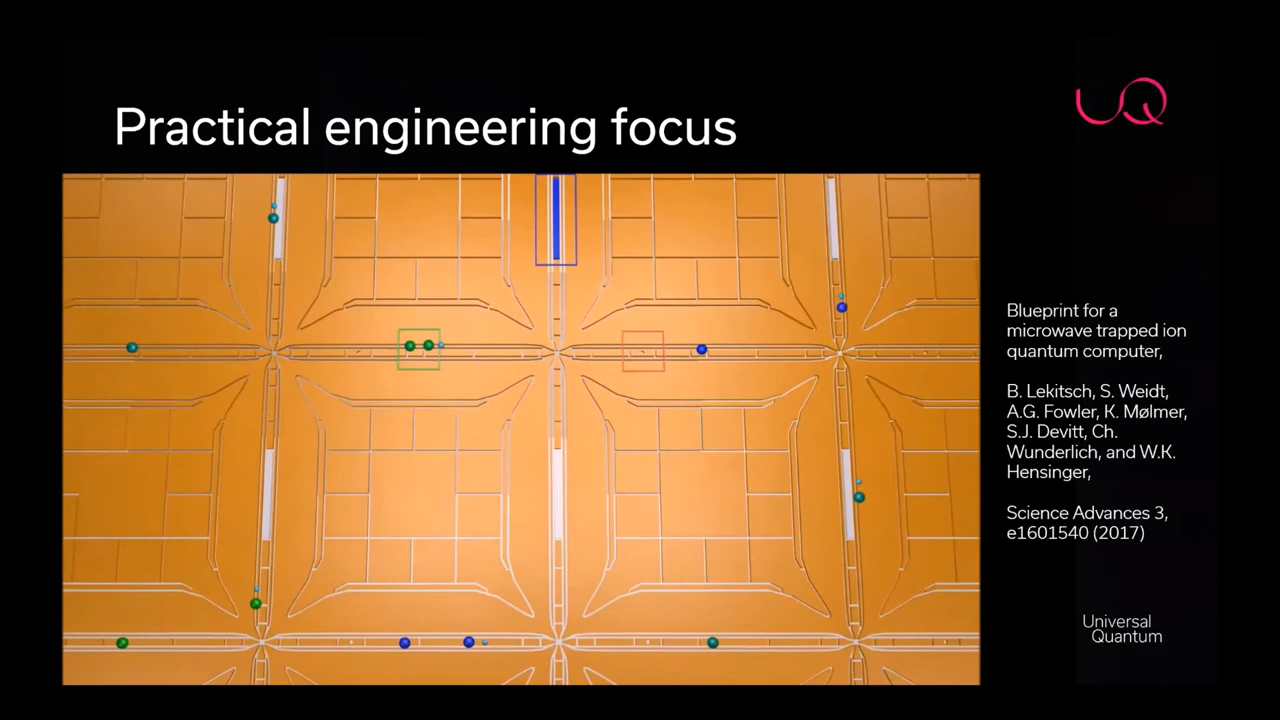 Practical engineering focus
UQ
Blueprint for a
microwave trapped ion
quantum computer,
B. Lekitsch, S. Weidt,
A.G. Fowler, K. Mølmer,
S.J. Devitt, Ch.
Wunderlich, and W.K.
Hensinger,
Science Advances 3,
e1601540 (2017)
Universal
Quantum